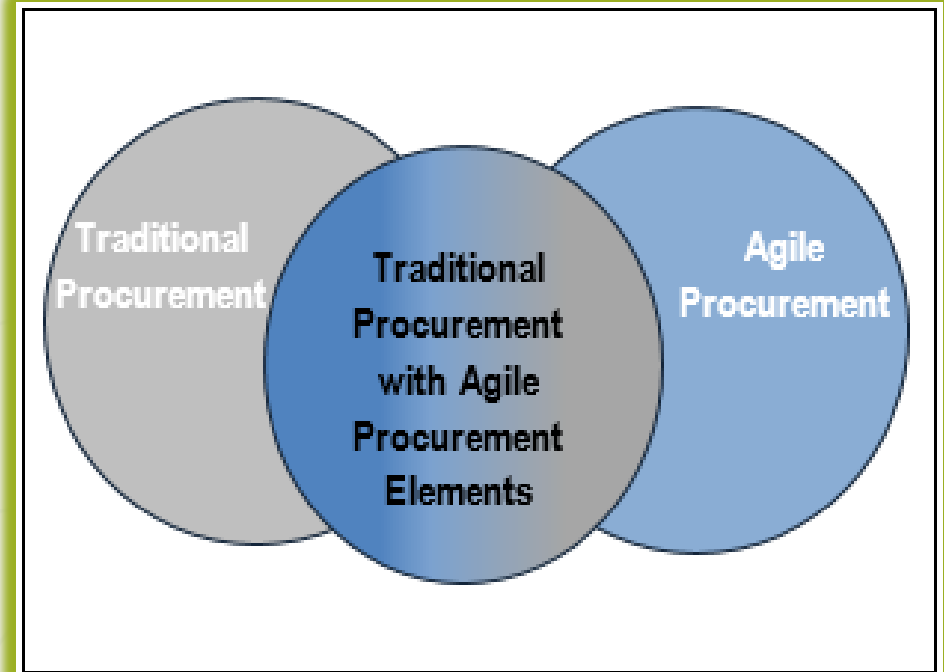 Traditional
Procurement
Traditional
Procurement
with Agile
Procurement
Elements
Agile
Procurement